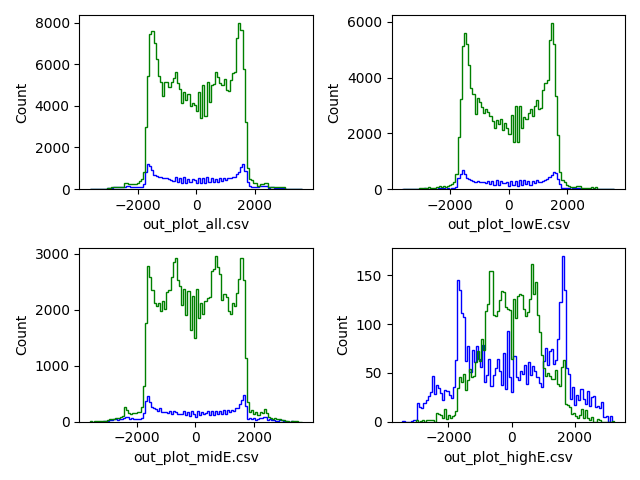 8000
6000
4000
2000
0
Count
−2000 0 2000
out_plot_all.csv
6000
4000
2000
0
Count
−2000 0 2000
out_plot_lowE.csv
3000
2000
1000
0
Count
−2000 0 2000
out_plot_midE.csv
150
100
50
0
Count
−2000 0 2000
out_plot_highE.csv